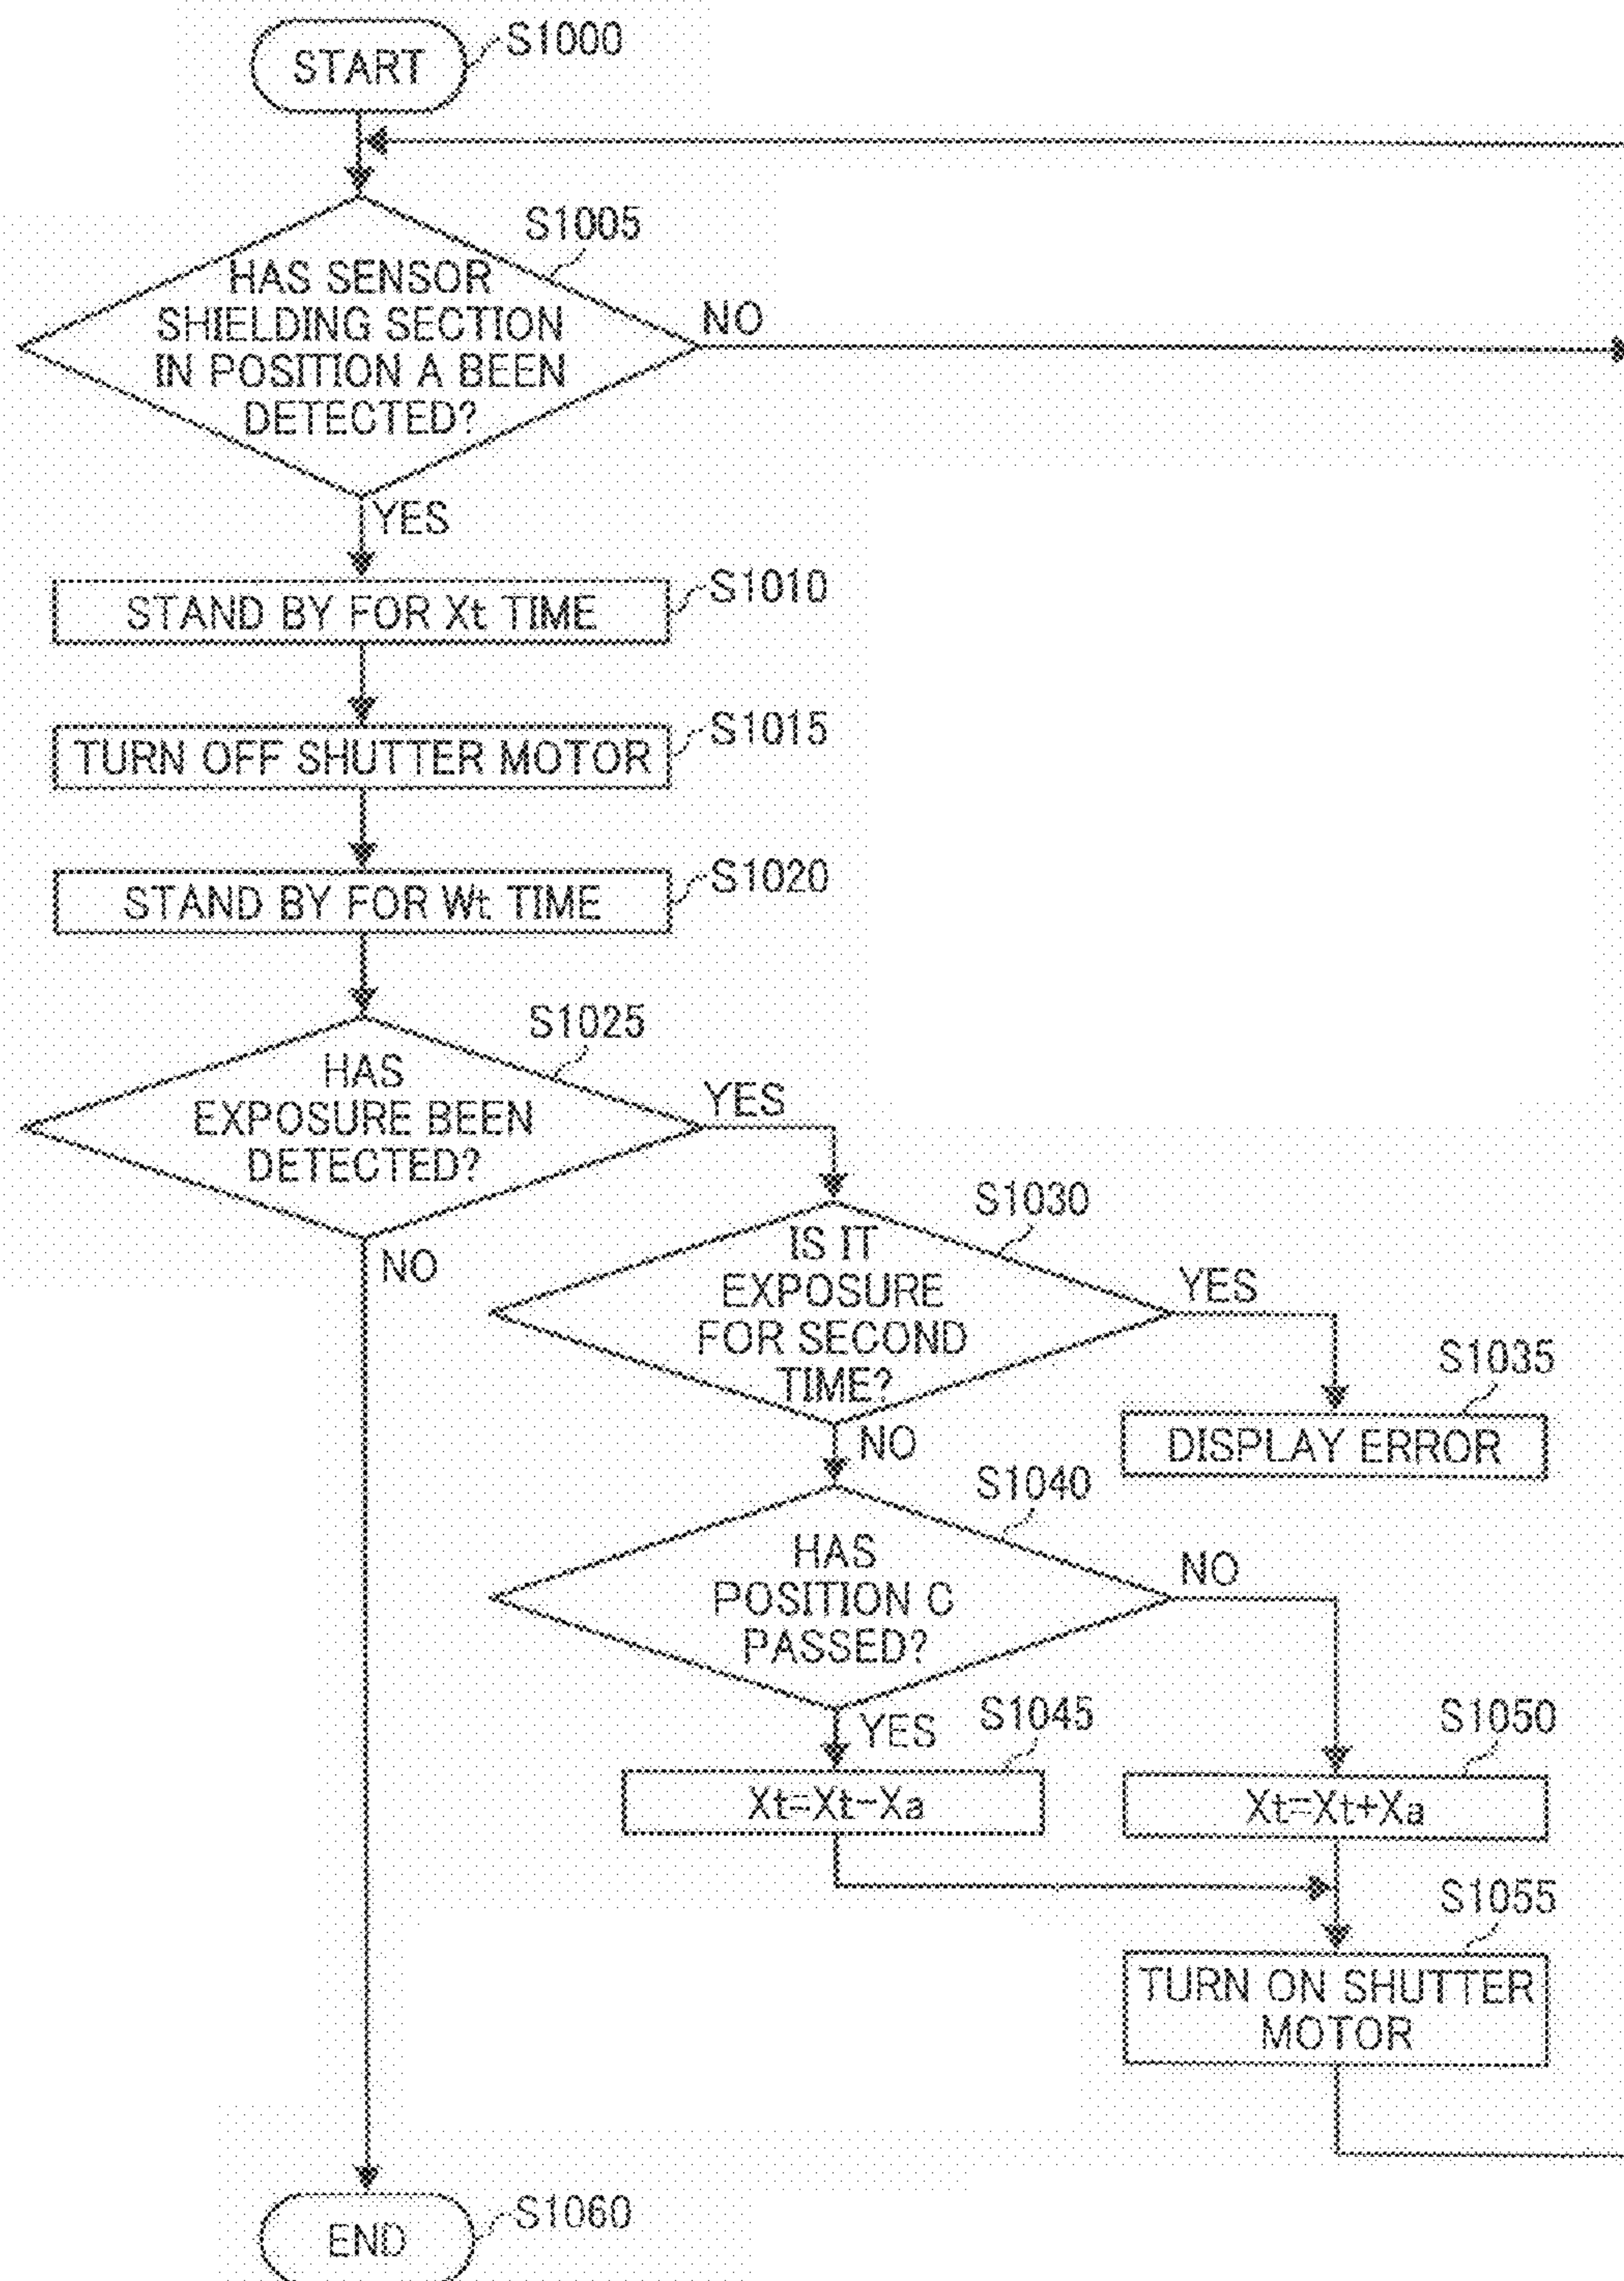 START
S1000
S1005
HAS SENSOR
SHIELDING SECTION
IN POSITION A BEEN
DETECTED?
NO
YES
STAND BY FOR Xt TIME
S1010
TURN OFF SHUTTER MOTOR
S1015
STAND BY FOR Wt TIME
S1020
S1025
HAS
EXPOSURE BEEN
DETECTED?
YES
NO
S1030
IS IT
EXPOSURE
FOR SECOND
TIME?
YES
S1035
DISPLAY ERROR
NO
S1040
HAS
POSITION C
PASSED?
NO
YES
S1045
Xt=Xt-Xa
S1050
Xt=Xt+Xa
S1055
TURN ON SHUTTER
MOTOR
END
S1060